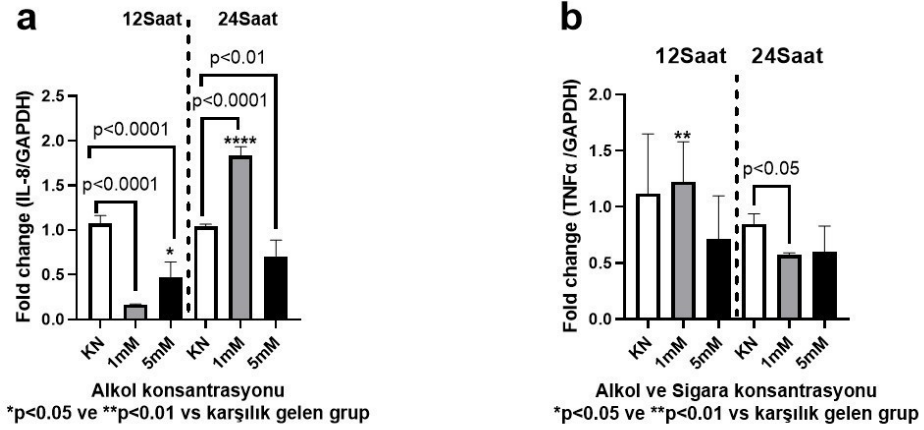 a
12Saat 24Saat
p<0.01
p<0.0001
p<0.0001
p<0.0001
****
*
Fold change (IL-8/GAPDH)
2.5
2.0
1.5
1.0
0.5
0.0
KN 1mM 5mM KN 1mM 5mM
Alkol konsantrasyonu
*p<0.05 ve **p<0.01 vs karşılık gelen grup
b
12Saat 24Saat
**
p<0.05
Fold change (TNFα /GAPDH)
2.0
1.5
1.0
0.5
0.0
KN 1mM 5mM KN 1mM 5mM
Alkol ve Sigara konsantrasyonu
*p<0.05 ve **p<0.01 vs karşılık gelen grup